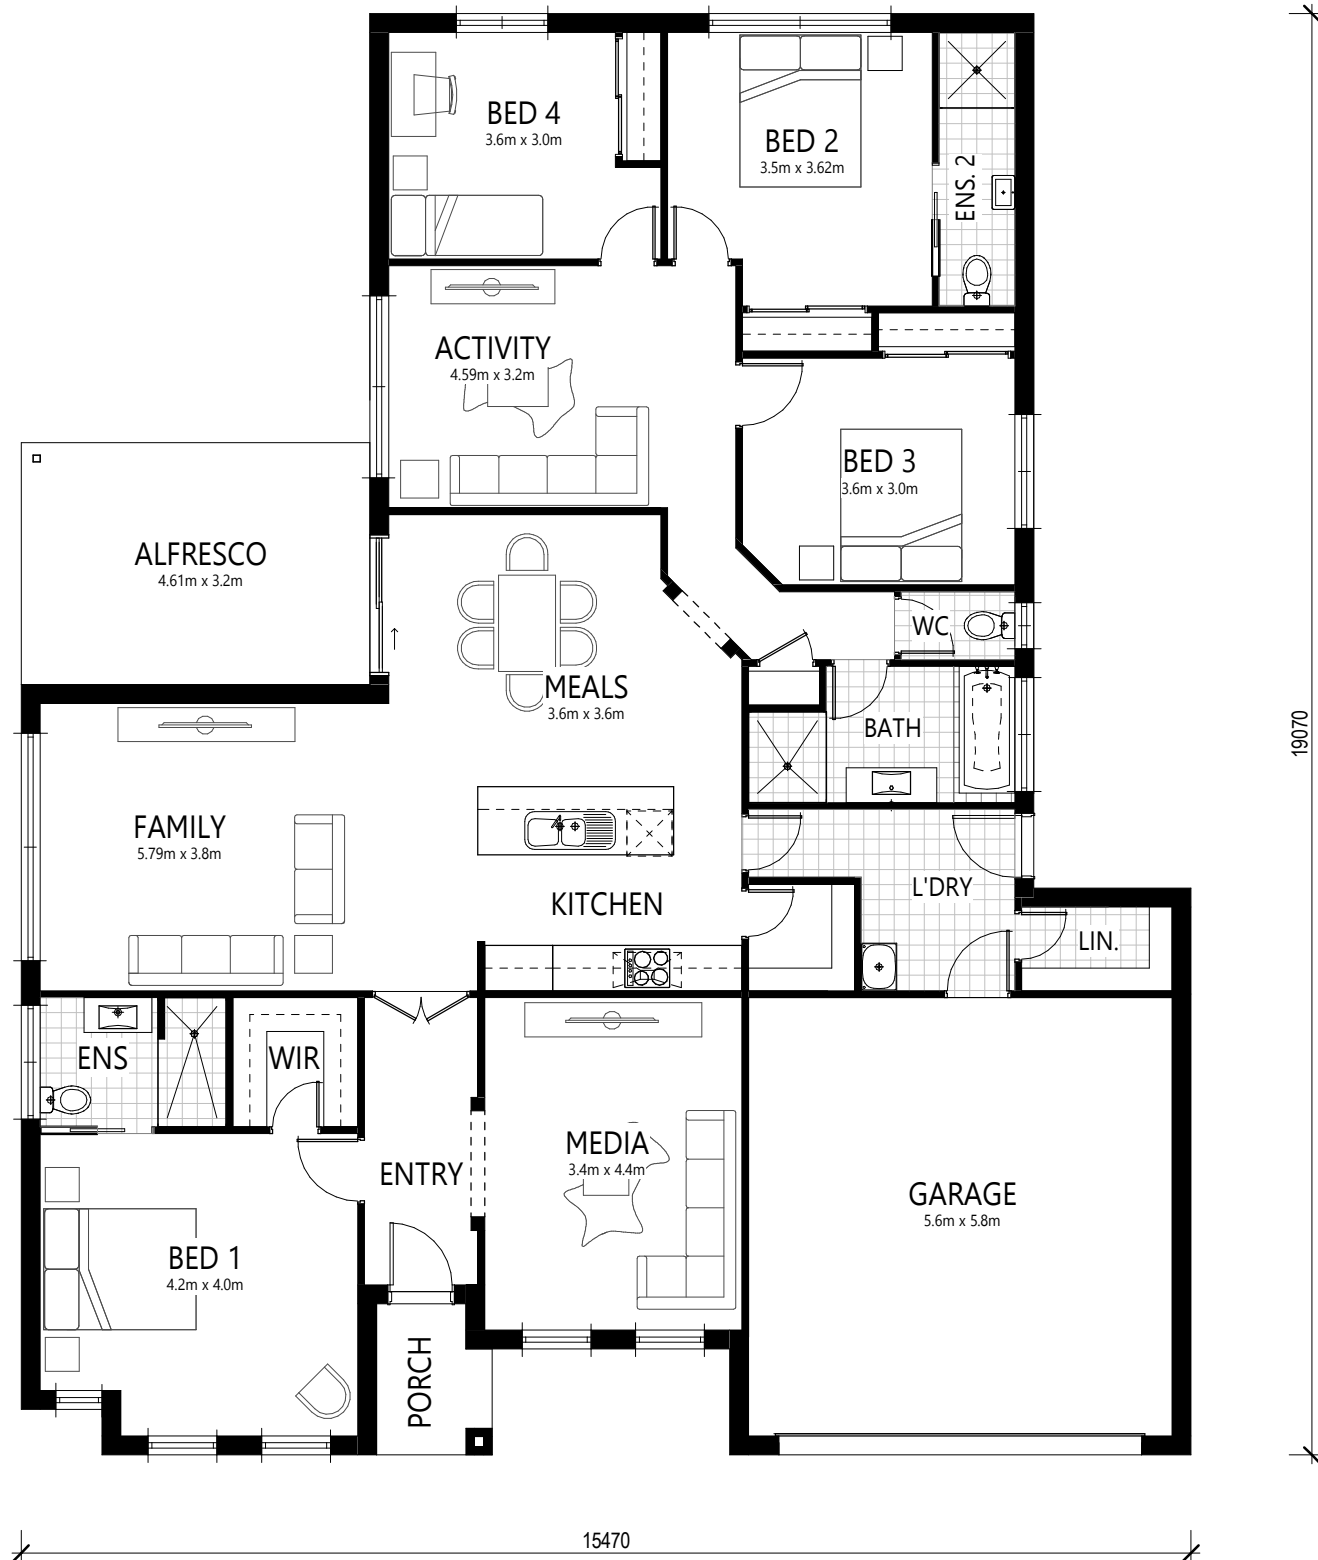 BED 4
3.6m x 3.0m
BED 2
3.5m x 3.62m
ENS. 2
ACTIVITY
4.59m x 3.2m
BED 3
3.6m x 3.0m
ALFRESCO
4.61m x 3.2m
WC
MEALS
3.6m x 3.6m
BATH
19070
FAMILY
5.79m x 3.8m
KITCHEN
L'DRY
LIN.
ENS
WIR
ENTRY
MEDIA
3.4m x 4.4m
GARAGE
5.6m x 5.8m
BED 1
4.2m x 4.0m
PORCH
15470